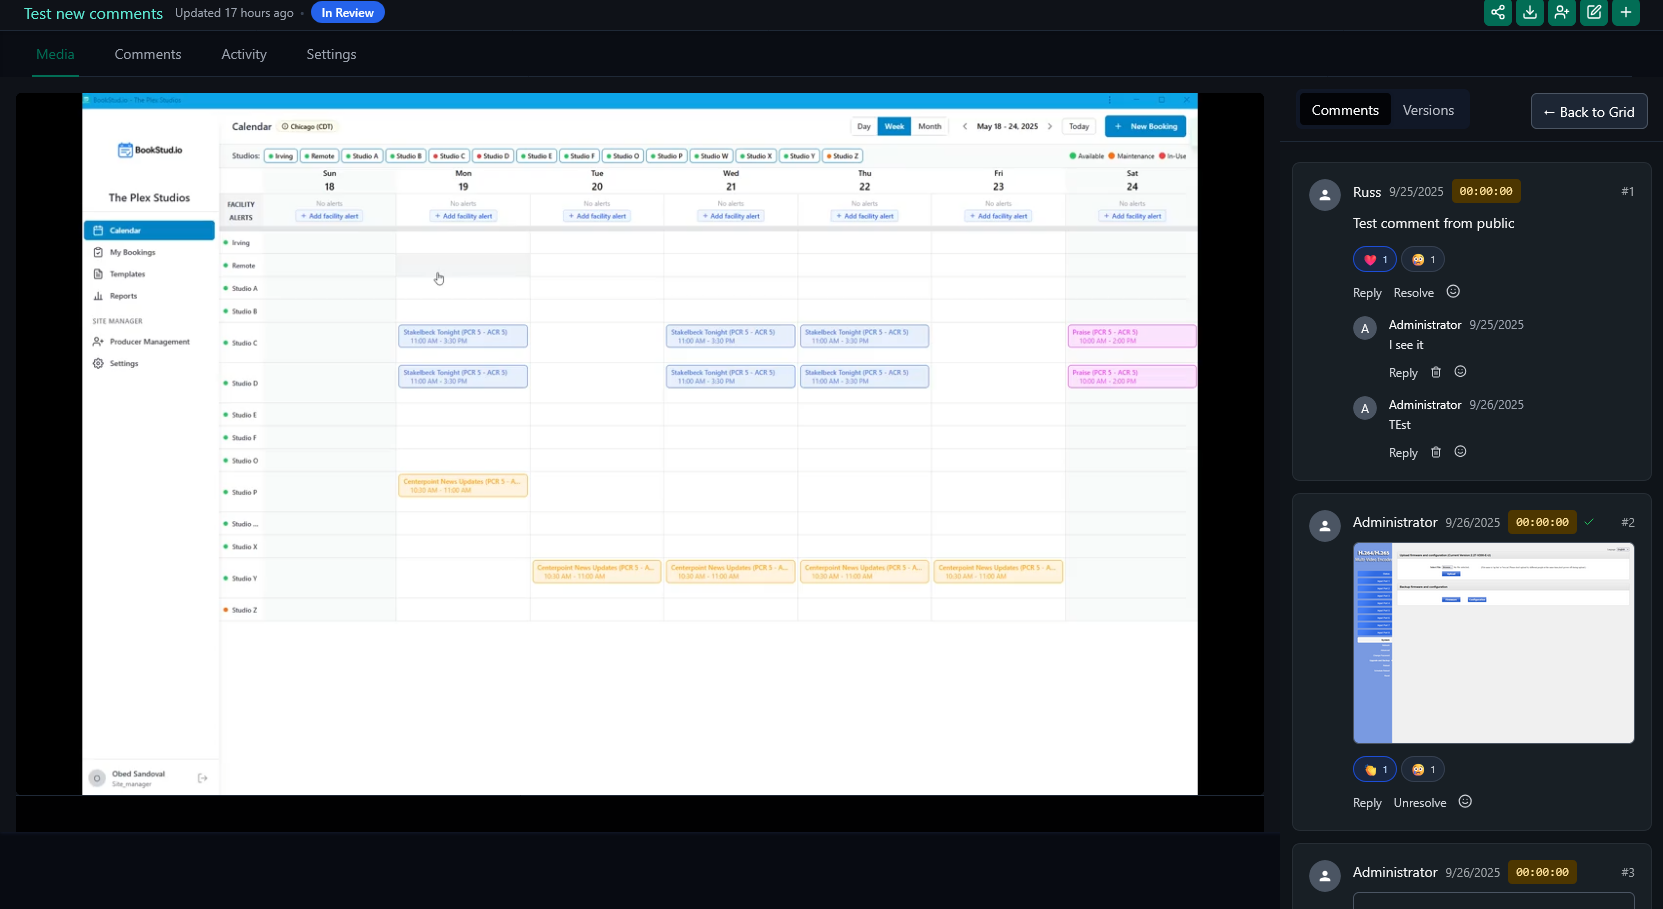 Test new comments Updated 17 hours ago • In Review
Media Comments Activity Settings
BookStud.io - The Plex Studios
BookStud.io
The Plex Studios
Calendar
My Bookings
Templates
Reports
SITE MANAGER
Producer Management
Settings
Obed Sandoval
Site_manager
Calendar Chicago (CDT) Day Week Month < May 18 - 24, 2025 > Today + New Booking
Studios: Irving Remote Studio A Studio B Studio C Studio D Studio E Studio F Studio O Studio P Studio W Studio X Studio Y Studio Z Available Maintenance In-Use
Sun Mon Tue Wed Thu Fri Sat
18 19 20 21 22 23 24
FACILITY ALERTS
No alerts No alerts No alerts No alerts No alerts No alerts No alerts
+ Add facility alert + Add facility alert + Add facility alert + Add facility alert + Add facility alert + Add facility alert + Add facility alert
Irving
Remote
Studio A
Studio B
Studio C
Stakelbeck Tonight (PCR 5 - ACR 5) Stakelbeck Tonight (PCR 5 - ACR 5) Stakelbeck Tonight (PCR 5 - ACR 5) Praise (PCR 5 - ACR 5)
11:00 AM - 3:30 PM 11:00 AM - 3:30 PM 11:00 AM - 3:30 PM 10:00 AM - 2:00 PM
Studio D
Stakelbeck Tonight (PCR 5 - ACR 5) Stakelbeck Tonight (PCR 5 - ACR 5) Stakelbeck Tonight (PCR 5 - ACR 5) Praise (PCR 5 - ACR 5)
11:00 AM - 3:30 PM 11:00 AM - 3:30 PM 11:00 AM - 3:30 PM 10:00 AM - 2:00 PM
Studio E
Studio F
Studio O
Studio P
Centerpoint News Updates (PCR 5 - A...
10:30 AM - 11:00 AM
Studio ...
Studio X
Studio Y
Centerpoint News Updates (PCR 5 - A... Centerpoint News Updates (PCR 5 - A... Centerpoint News Updates (PCR 5 - A... Centerpoint News Updates (PCR 5 - A...
10:30 AM - 11:00 AM 10:30 AM - 11:00 AM 10:30 AM - 11:00 AM 10:30 AM - 11:00 AM
Studio Z
Comments Versions ← Back to Grid
Russ 9/25/2025 00:00:00 #1
Test comment from public
1 1
Reply Resolve
A Administrator 9/25/2025
I see it
Reply
A Administrator 9/26/2025
TEst
Reply
Administrator 9/26/2025 00:00:00 ✓ #2
H.264/H.265
1 1
Reply Unresolve
Administrator 9/26/2025 00:00:00 #3